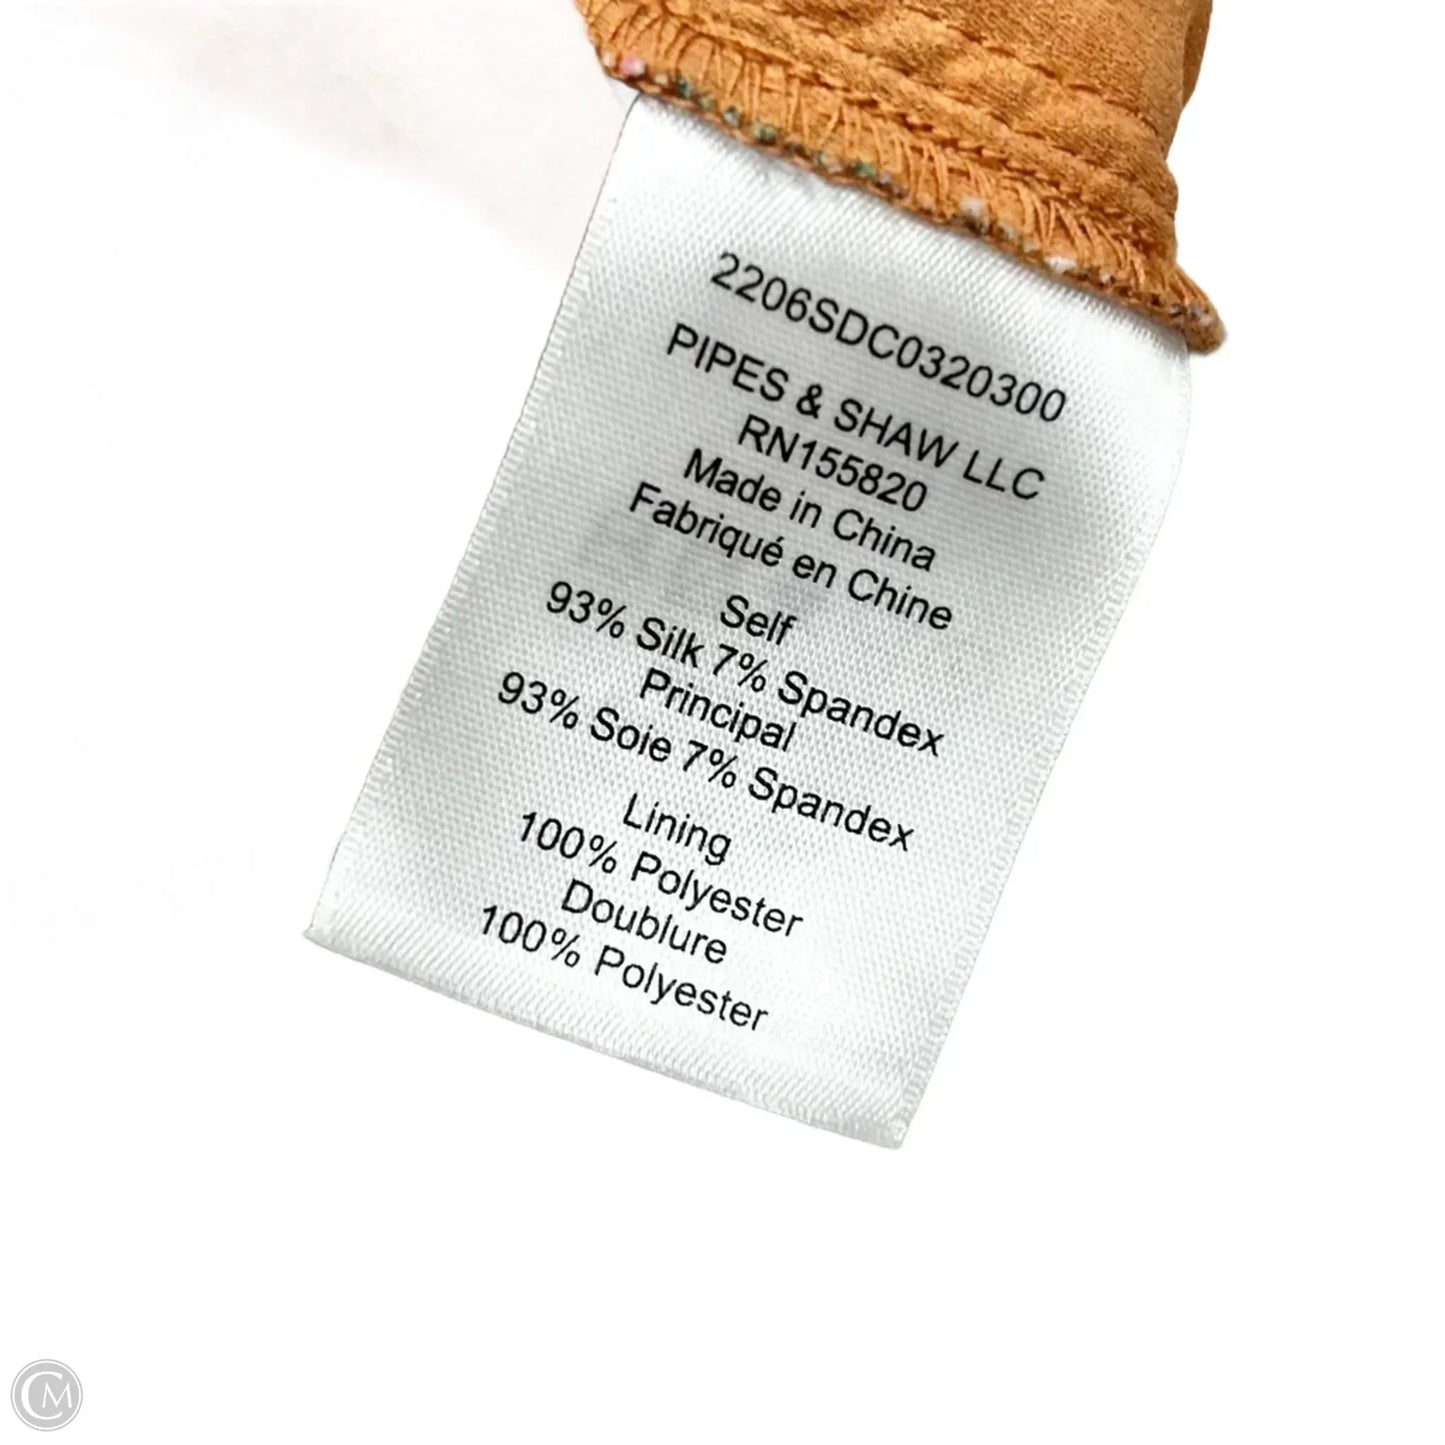 2206SDC0320300
PIPES & SHAW LLC
RN155820
Made in China
Fabriqué en Chine
Self
93% Silk 7% Spandex
Principal
93% Soie 7% Spandex
Lining
100% Polyester
Doublure
100% Polyester
CM